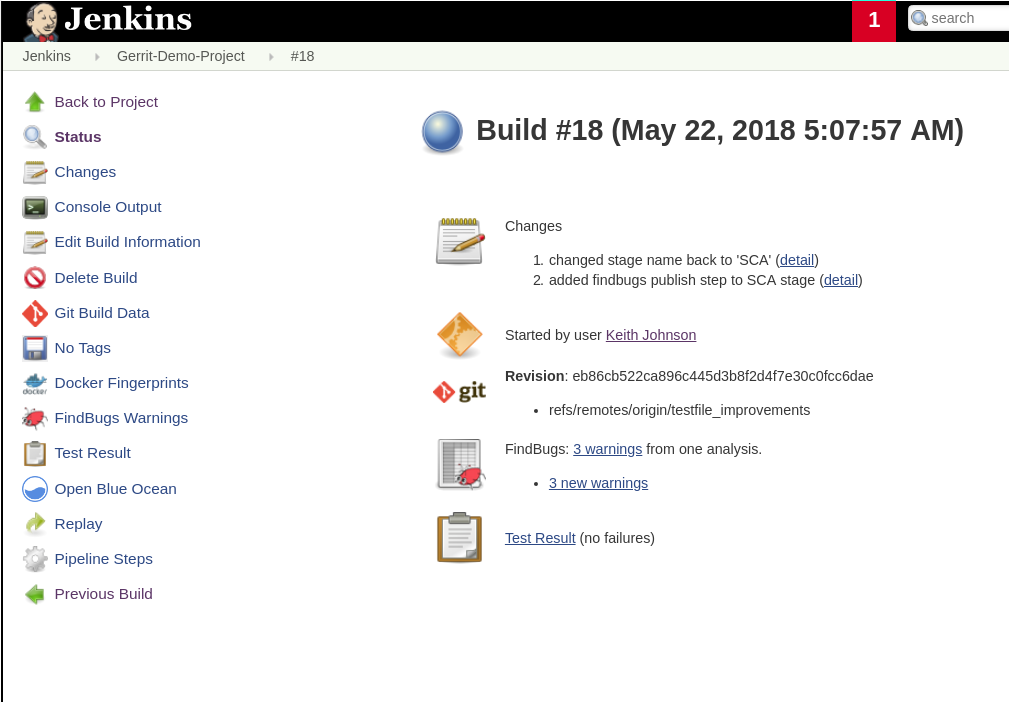 Jenkins
1
search
Jenkins
Gerrit-Demo-Project
#18
Back to Project
Status
Changes
Console Output
Edit Build Information
Delete Build
Git Build Data
No Tags
docker
Docker Fingerprints
FindBugs Warnings
Test Result
Open Blue Ocean
Replay
Pipeline Steps
Previous Build
Build #18 (May 22, 2018 5:07:57 AM)
Changes
1. changed stage name back to 'SCA' (detail)
2. added findbugs publish step to SCA stage (detail)
Started by user Keith Johnson
git
Revision: eb86cb522ca896c445d3b8f2d4f7e30c0fcc6dae
• refs/remotes/origin/testfile_improvements
FindBugs: 3 warnings from one analysis.
• 3 new warnings
Test Result (no failures)